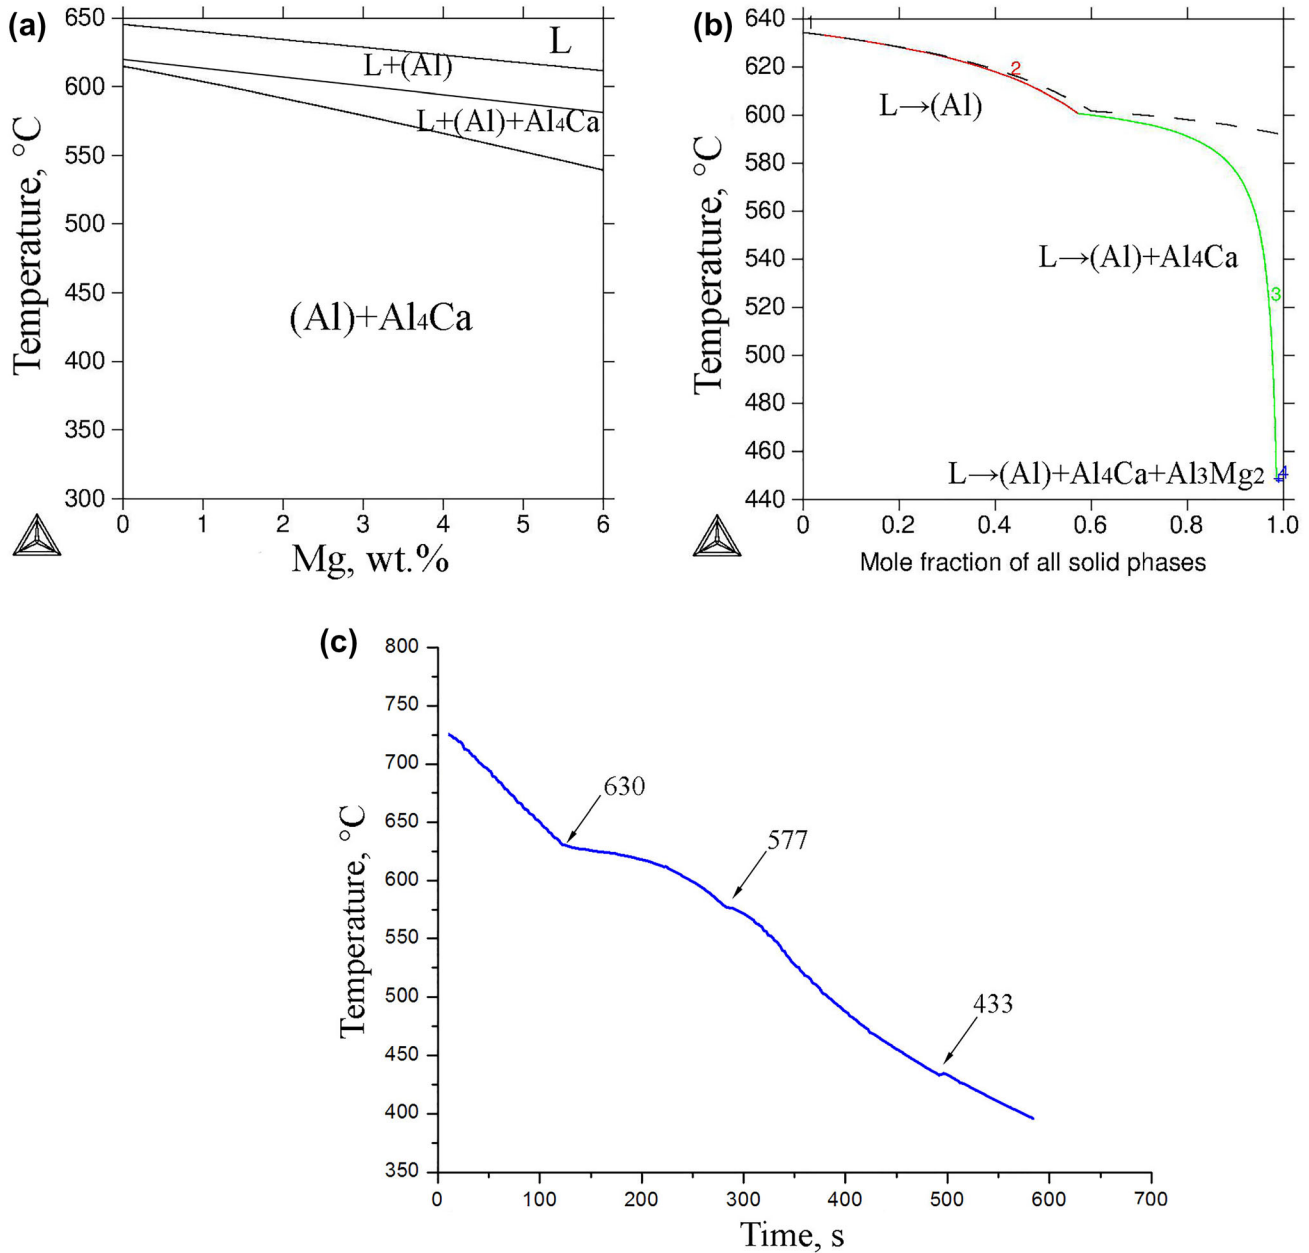 (a)
650
600
550
500
450
400
350
300
Temperature, °C
L
L+(Al)
L+(Al)+Al4Ca
(Al)+Al4Ca
0 1 2 3 4 5 6
Mg, wt.%
(b)
640
620
600
580
560
540
520
500
480
460
440
Temperature, °C
1
2
L→(Al)
L→(Al)+Al4Ca
3
L→(Al)+Al4Ca+Al3Mg2
4
0 0.2 0.4 0.6 0.8 1.0
Mole fraction of all solid phases
(c)
800
750
700
650
600
550
500
450
400
350
Temperature, °C
630
577
433
0 100 200 300 400 500 600 700
Time, s